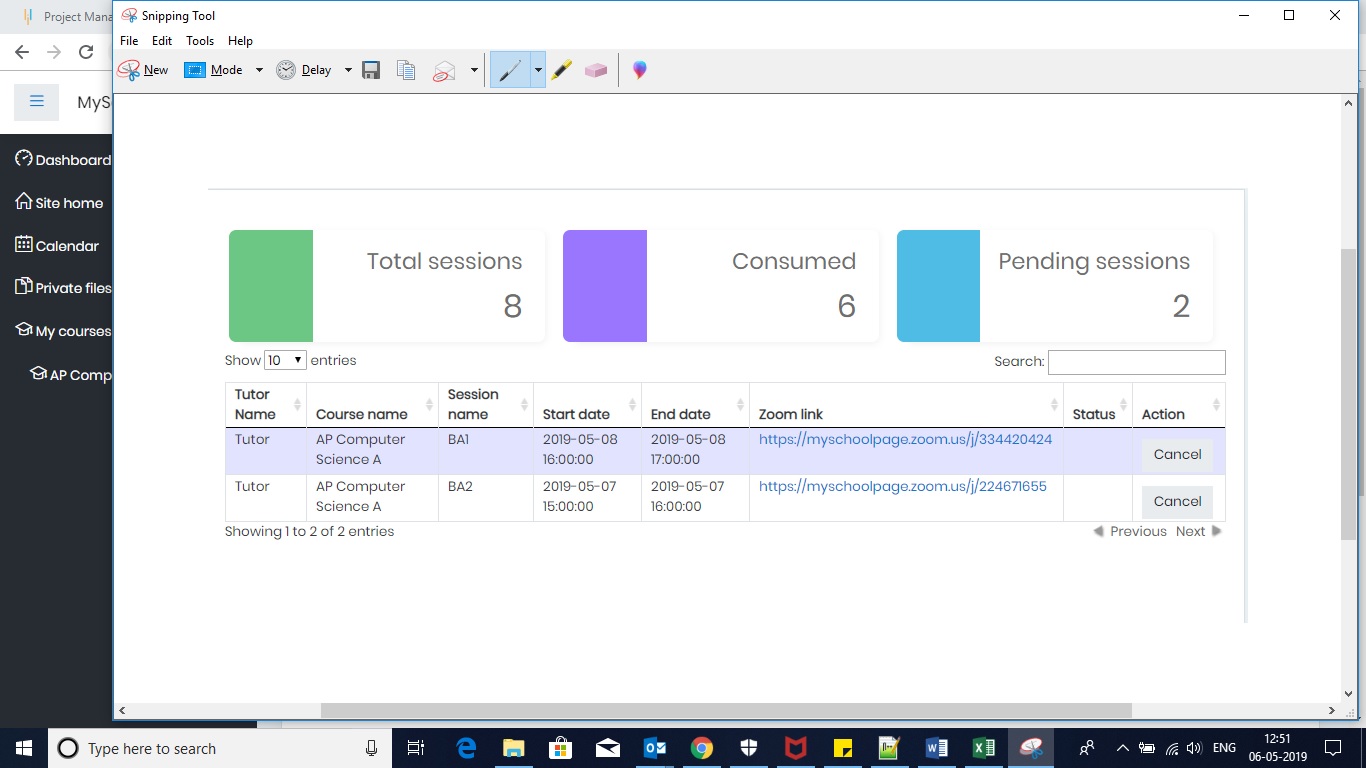 Project Mana
Snipping Tool
File Edit Tools Help
New Mode Delay
MyS
Dashboard
Site home
Calendar
Private files
My courses
AP Comp
Total sessions
8
Consumed
6
Pending sessions
2
Show 10 entries
Search:
Tutor Name Course name Session name Start date End date Zoom link Status Action
Tutor AP Computer BA1 2019-05-08 2019-05-08 https://myschoolpage.zoom.us/j/334420424 Cancel
Science A 16:00:00 17:00:00
Tutor AP Computer BA2 2019-05-07 2019-05-07 https://myschoolpage.zoom.us/j/224671655 Cancel
Science A 15:00:00 16:00:00
Showing 1 to 2 of 2 entries
Previous Next
Type here to search
ENG
12:51
06-05-2019